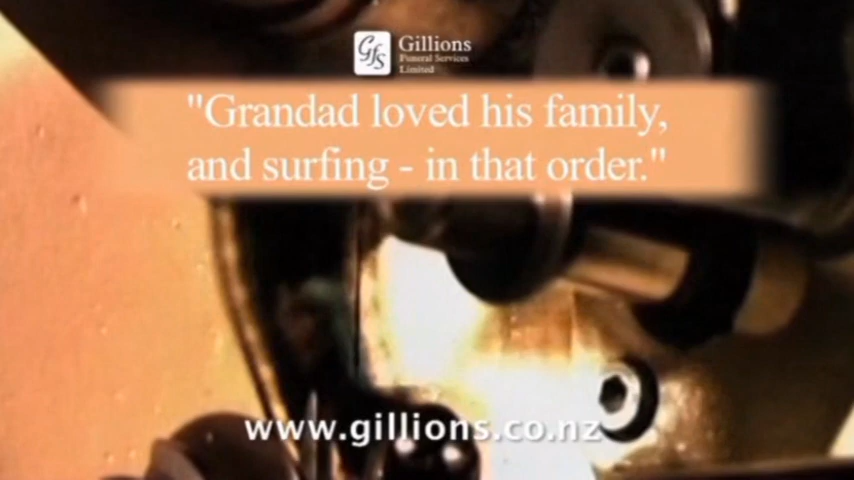 GfS
Gillions
Funeral Services
Limited
"Grandad loved his family,
and surfing - in that order."
www.gillions.co.nz